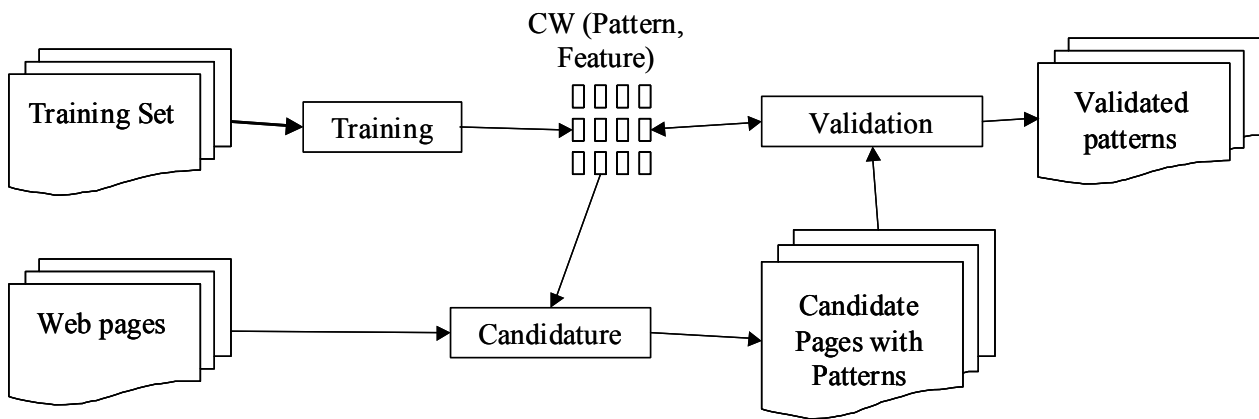 CW (Pattern,
Feature)
Training Set
Training
Validation
Validated
patterns
Web pages
Candidature
Candidate
Pages with
Patterns